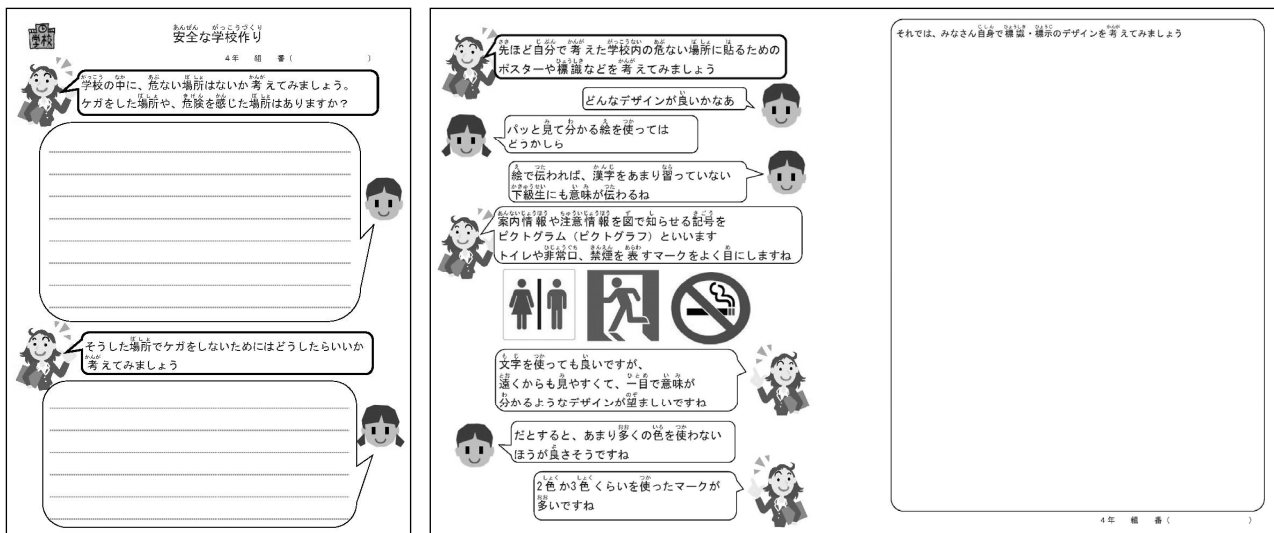 学校
安全な学校作り
4年 組 番( )
学校の中に、危ない場所はないか考えてみましょう。
ケガをした場所や、危険を感じた場所はありますか?
そうした場所でケガをしないためにはどうしたらいいか
考えてみましょう
先ほど自分で考えた学校内の危ない場所に貼るための
ポスターや標識などを考えてみましょう
どんなデザインが良いかなあ
パッと見て分かる絵を使っては
どうかしら
絵で伝われば、漢字をあまり習っていない
下級生にも意味が伝わるね
案内情報や注意情報を図で知らせる記号を
ピクトグラム(ピクトグラフ)といいます
トイレや非常口、禁煙を表すマークをよく目にしますね
文字を使っても良いですが、
遠くからも見やすくて、一目で意味が
分かるようなデザインが望ましいですね
だとすると、あまり多くの色を使わない
ほうが良さそうですね
2色か3色くらいを使ったマークが
多いですね
それでは、みなさん自身で標識・標示のデザインを考えてみましょう
4年 組 番( )